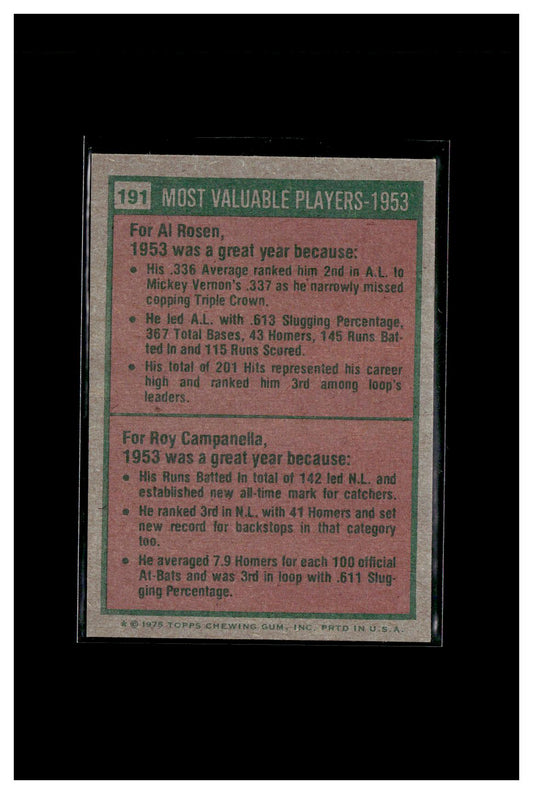 191 MOST VALUABLE PLAYERS-1953
For Al Rosen,
1953 was a great year because:
• His .336 Average ranked him 2nd in A.L. to
Mickey Vernon's .337 as he narrowly missed
copping Triple Crown.
• He led A.L. with .613 Slugging Percentage,
367 Total Bases, 43 Homers, 145 Runs Bat-
ted In and 115 Runs Scored.
• His total of 201 Hits represented his career
high and ranked him 3rd among loop's
leaders.
For Roy Campanella,
1953 was a great year because:
• His Runs Batted In total of 142 led N.L. and
established new all-time mark for catchers.
• He ranked 3rd in N.L. with 41 Homers and set
new record for backstops in that category
too.
• He averaged 7.9 Homers for each 100 official
At-Bats and was 3rd in loop with .611 Slug-
ging Percentage.
* © 1975 TOPPS CHEWING GUM, INC. PRTD IN U.S.A.